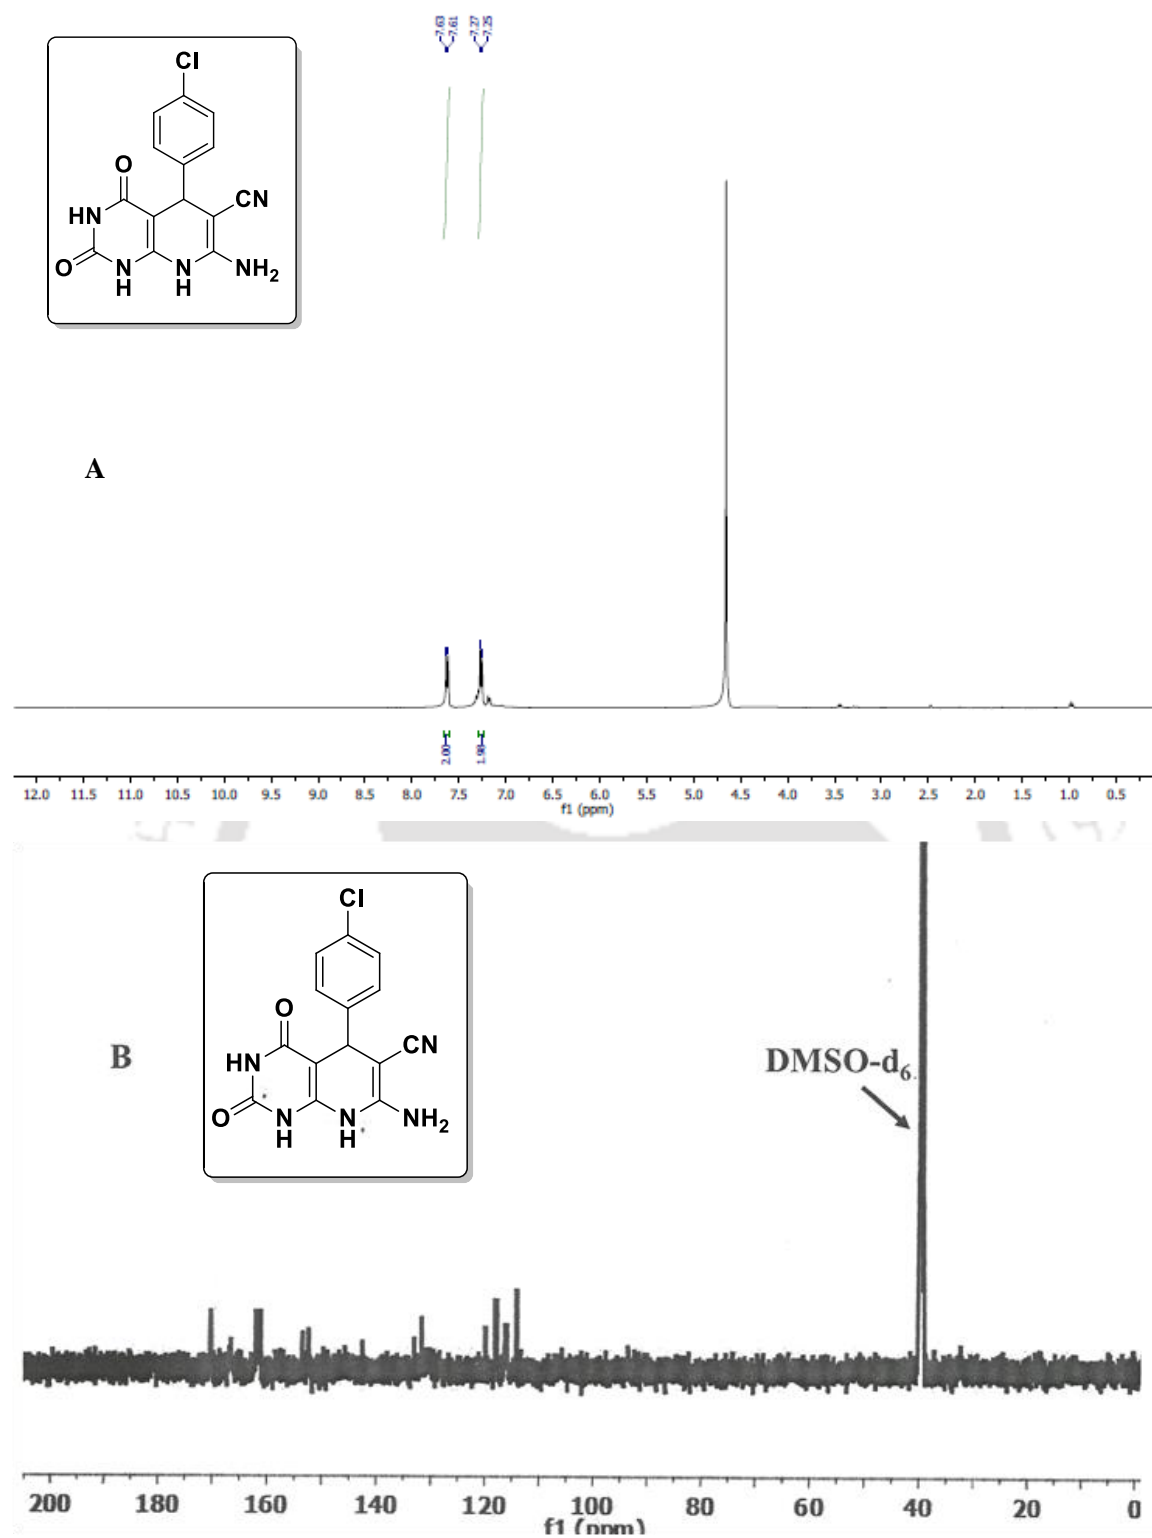 7.63
7.61
7.27
7.25
Cl
O
CN
HN
O
N
H
N
H
NH2
A
2.00
1.98
12.0 11.5 11.0 10.5 10.0 9.5 9.0 8.5 8.0 7.5 7.0 6.5 6.0 5.5 5.0 4.5 4.0 3.5 3.0 2.5 2.0 1.5 1.0 0.5
f1 (ppm)
Cl
O
CN
B
HN
DMSO-d6
O
N
H
N
H
NH2
200 180 160 140 120 100 80 60 40 20 0
f1 (ppm)